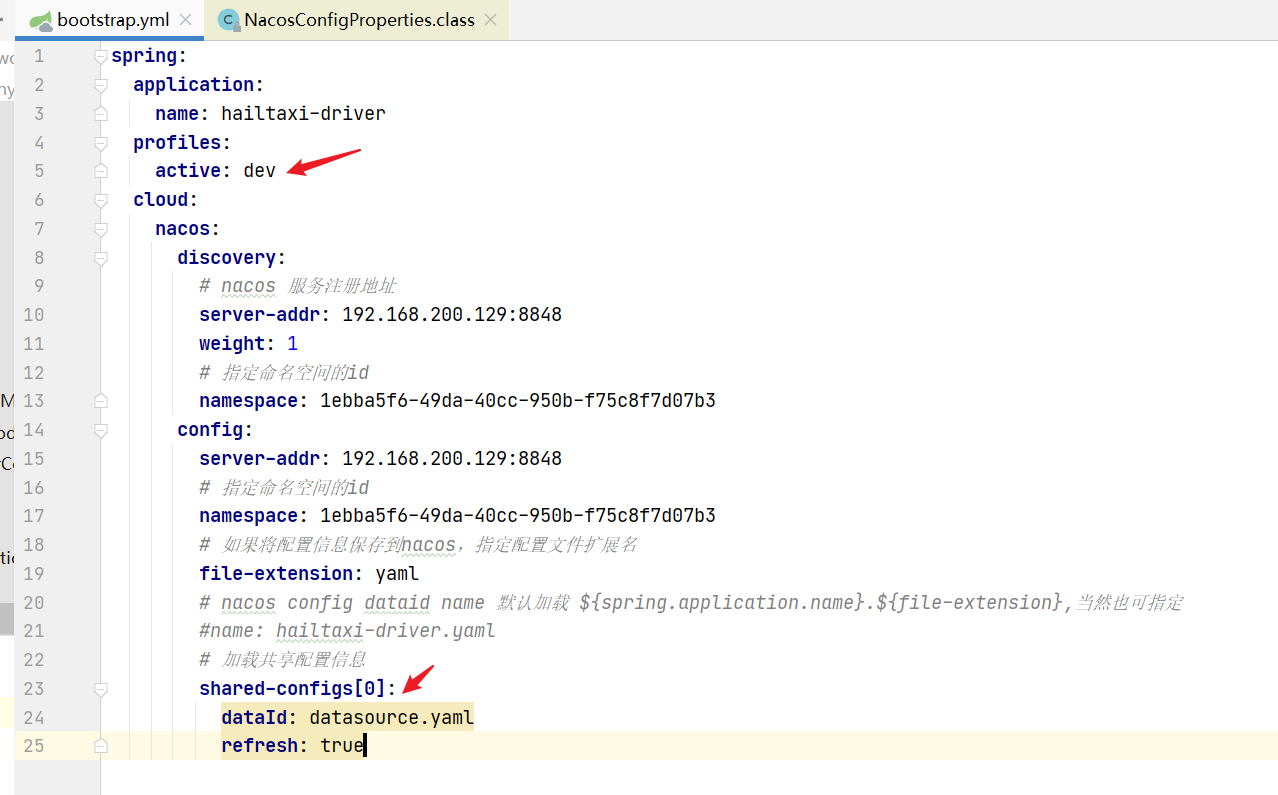 bootstrap.yml
NacosConfigProperties.class
1 spring:
2 application:
3 name: hailtaxi-driver
4 profiles:
5 active: dev
6 cloud:
7 nacos:
8 discovery:
9 # nacos 服务注册地址
10 server-addr: 192.168.200.129:8848
11 weight: 1
12 # 指定命名空间的id
13 namespace: 1ebba5f6-49da-40cc-950b-f75c8f7d07b3
14 config:
15 server-addr: 192.168.200.129:8848
16 # 指定命名空间的id
17 namespace: 1ebba5f6-49da-40cc-950b-f75c8f7d07b3
18 # 如果将配置信息保存到nacos，指定配置文件扩展名
19 file-extension: yaml
20 # nacos config dataid name 默认加载 ${spring.application.name}.${file-extension},当然也可指定
21 #name: hailtaxi-driver.yaml
22 # 加载共享配置信息
23 shared-configs[0]:
24 dataId: datasource.yaml
25 refresh: true